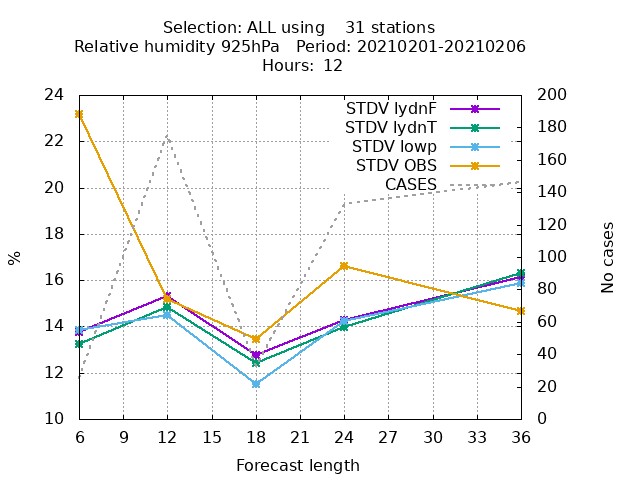 Selection: ALL using    31 stations
Relative humidity 925hPa   Period: 20210201-20210206
Hours:  12
24
22
20
18
16
14
12
10
%
200
180
160
140
120
100
80
60
40
20
0
No cases
STDV lydnF
STDV lydnT
STDV lowp
STDV OBS
CASES
6 9 12 15 18 21 24 27 30 33 36
Forecast length